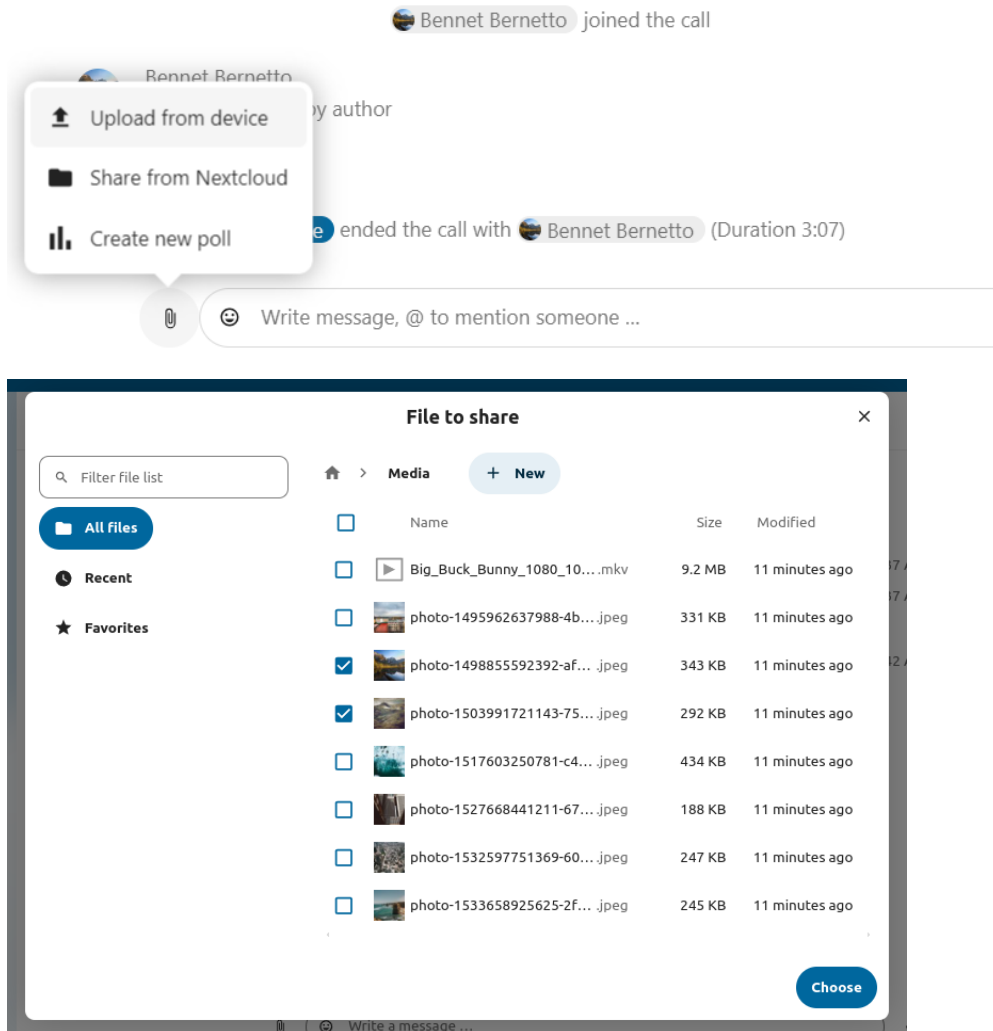 Bennet Bernetto joined the call
Bennet Bernetto
by author
Upload from device
Share from Nextcloud
Create new poll
e ended the call with Bennet Bernetto (Duration 3:07)
Write message, @ to mention someone ...
File to share
Filter file list
Media + New
All files
Recent
Favorites
Name Size Modified
Big_Buck_Bunny_1080_10... .mkv 9.2 MB 11 minutes ago
photo-1495962637988-4b... .jpeg 331 KB 11 minutes ago
photo-1498855592392-af... .jpeg 343 KB 11 minutes ago
photo-1503991721143-75... .jpeg 292 KB 11 minutes ago
photo-1517603250781-c4... .jpeg 434 KB 11 minutes ago
photo-1527668441211-67... .jpeg 188 KB 11 minutes ago
photo-1532597751369-60... .jpeg 247 KB 11 minutes ago
photo-1533658925625-2f... .jpeg 245 KB 11 minutes ago
Choose
Write a message ...